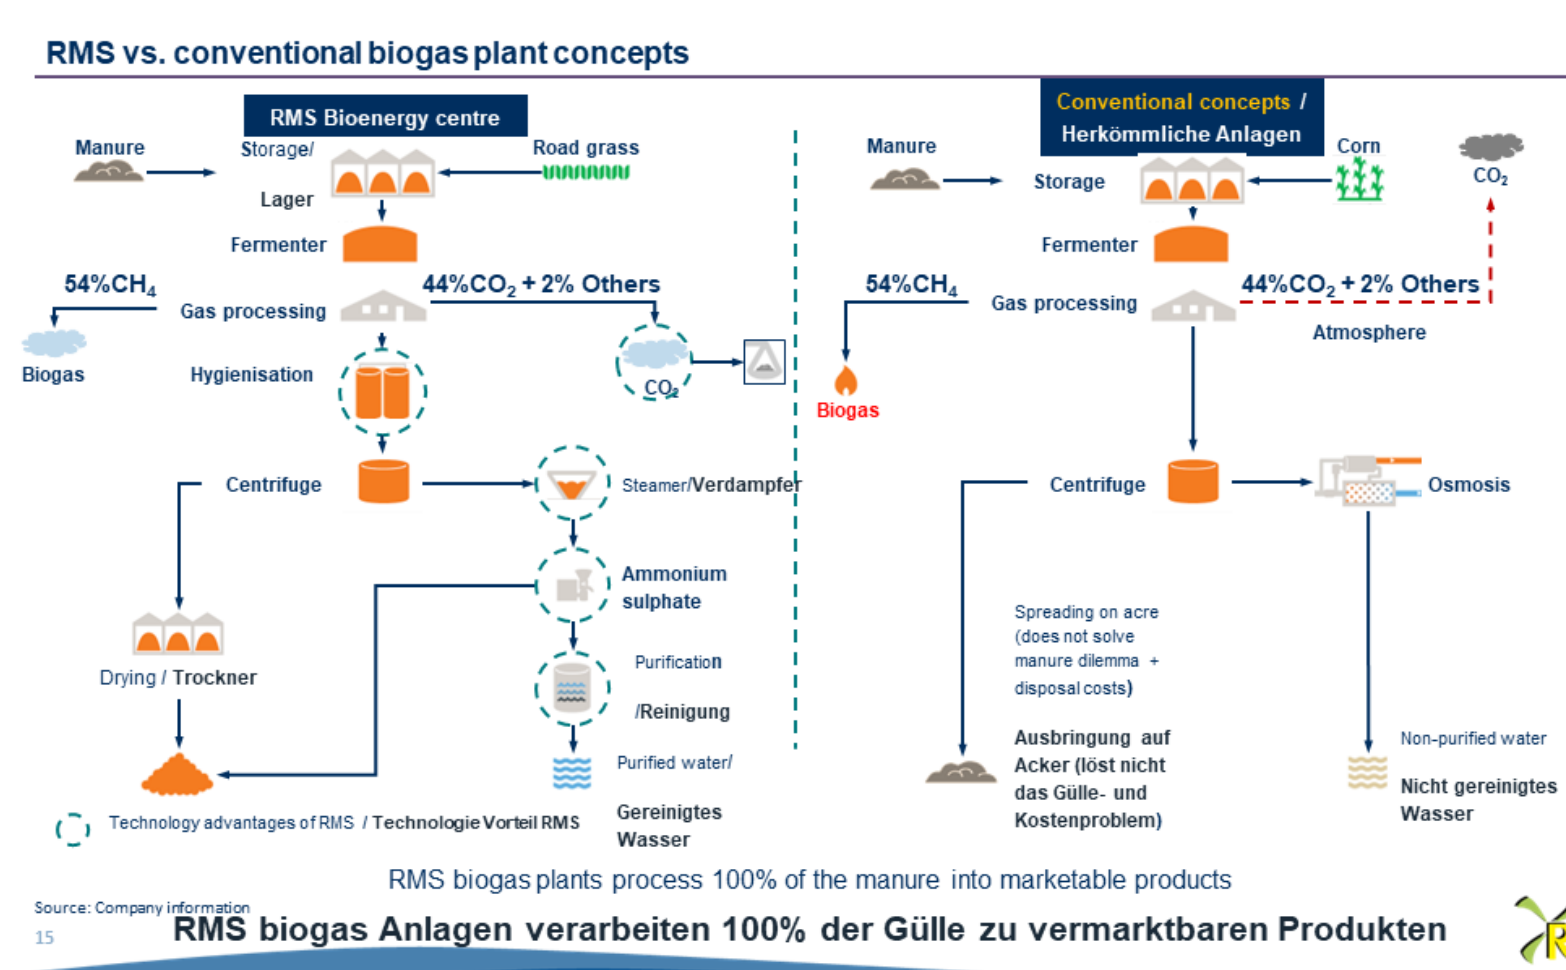 RMS vs. conventional biogas plant concepts
RMS Bioenergy centre
Manure
Storage/
Lager
Road grass
Fermenter
54%CH₄
44%CO₂ + 2% Others
Gas processing
Biogas
Hygienisation
CO₂
Centrifuge
Steamer/Verdampfer
Ammonium
sulphate
Drying / Trockner
Purification
/Reinigung
Purified water/
Gereinigtes
Wasser
Technology advantages of RMS / Technologie Vorteil RMS
Conventional concepts /
Herkömmliche Anlagen
Manure
Storage
Corn
CO₂
Fermenter
54%CH₄
44%CO₂ + 2% Others
Gas processing
Atmosphere
Biogas
Centrifuge
Osmosis
Spreading on acre
(does not solve
manure dilemma +
disposal costs)
Ausbringung auf
Acker (löst nicht
das Gülle- und
Kostenproblem)
Non-purified water
Nicht gereinigtes
Wasser
RMS biogas plants process 100% of the manure into marketable products
Source: Company information
RMS biogas Anlagen verarbeiten 100% der Gülle zu vermarktbaren Produkten
15
R